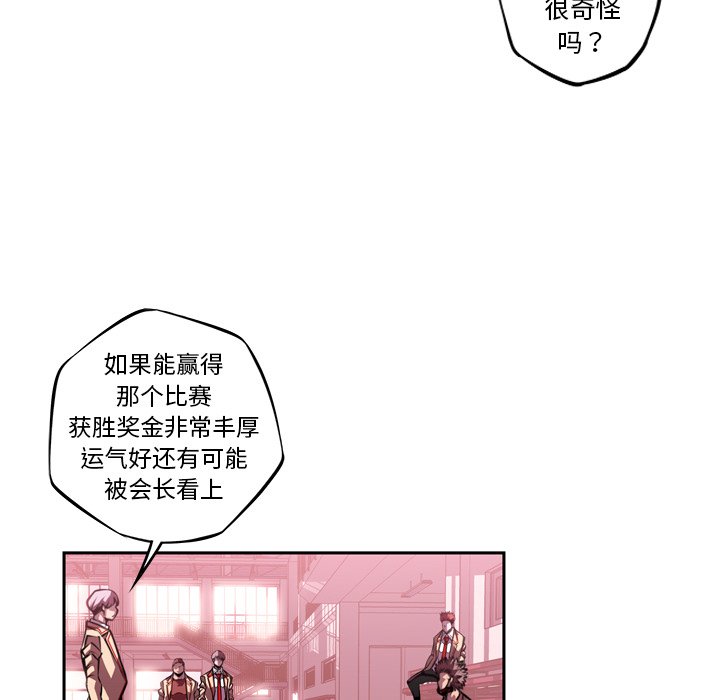 很奇怪
吗？
如果能赢得
那个比赛
获胜奖金非常丰厚
运气好还有可能
被会长看上